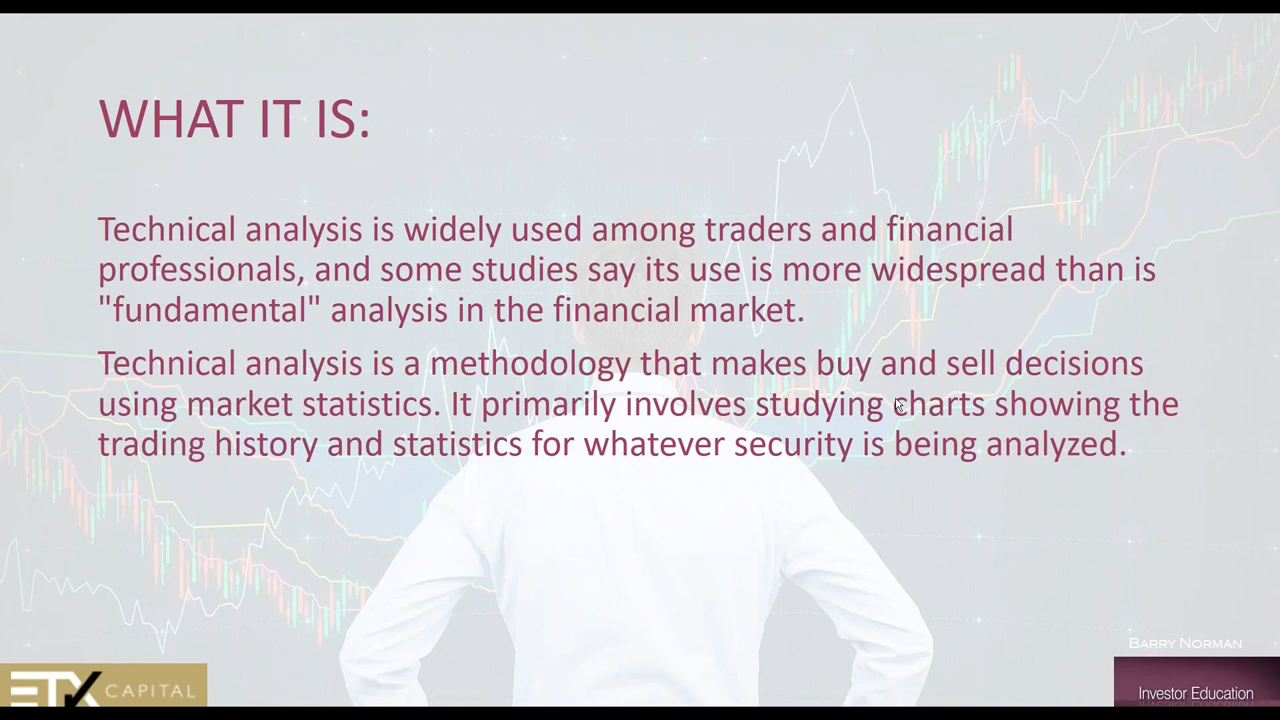 WHAT IT IS:
Technical analysis is widely used among traders and financial
professionals, and some studies say its use is more widespread than is
"fundamental" analysis in the financial market.
Technical analysis is a methodology that makes buy and sell decisions
using market statistics. It primarily involves studying charts showing the
trading history and statistics for whatever security is being analyzed.
BARRY NORMAN
ETX CAPITAL
Investor Education